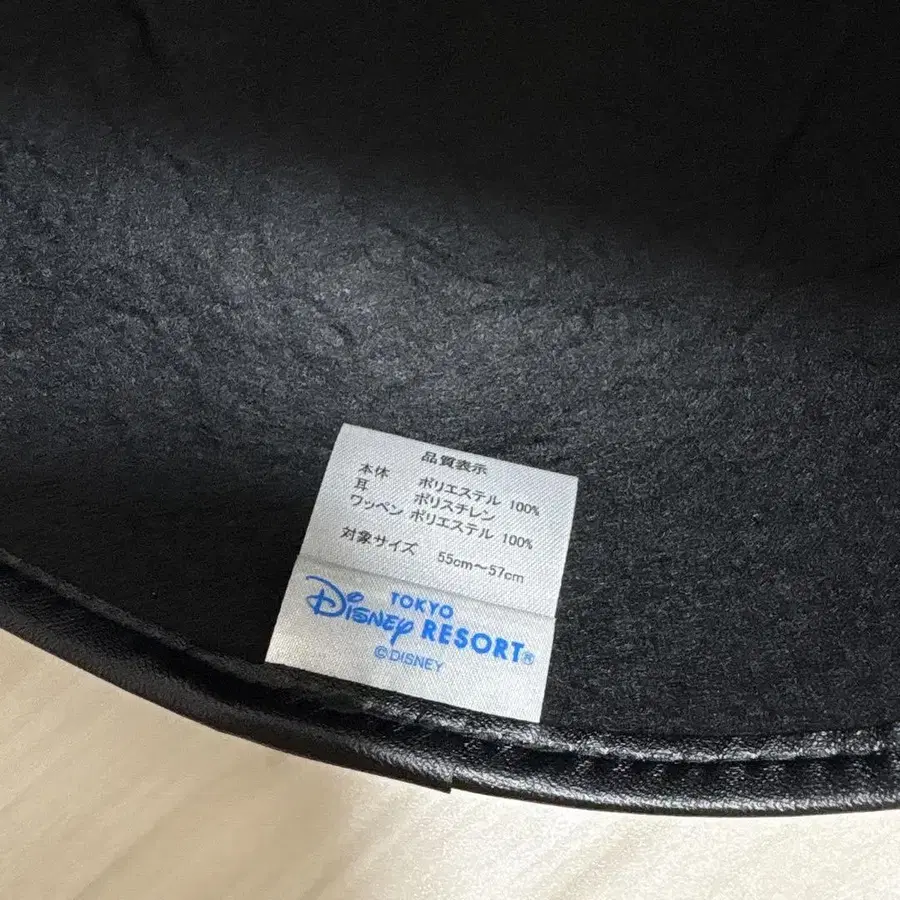 品質表示
本体 ポリエステル 100%
耳 ポリスチレン
ワッペン ポリエステル 100%
対象サイズ 55cm～57cm
TOKYO
Disney RESORT®
©DISNEY